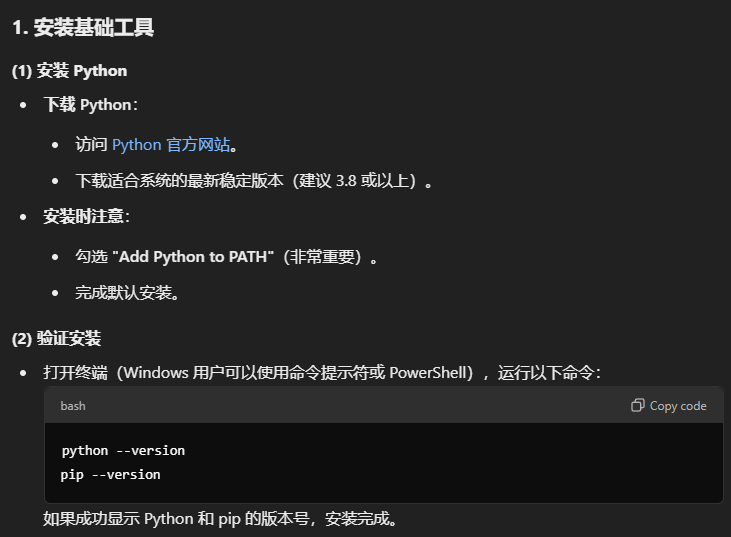 1. 安装基础工具
(1) 安装 Python
下载 Python：
访问 Python 官方网站。
下载适合系统的最新稳定版本（建议 3.8 或以上）。
安装时注意：
勾选 "Add Python to PATH"（非常重要）。
完成默认安装。
(2) 验证安装
打开终端（Windows 用户可以使用命令提示符或 PowerShell），运行以下命令：
bash
Copy code
python --version
pip --version
如果成功显示 Python 和 pip 的版本号，安装完成。